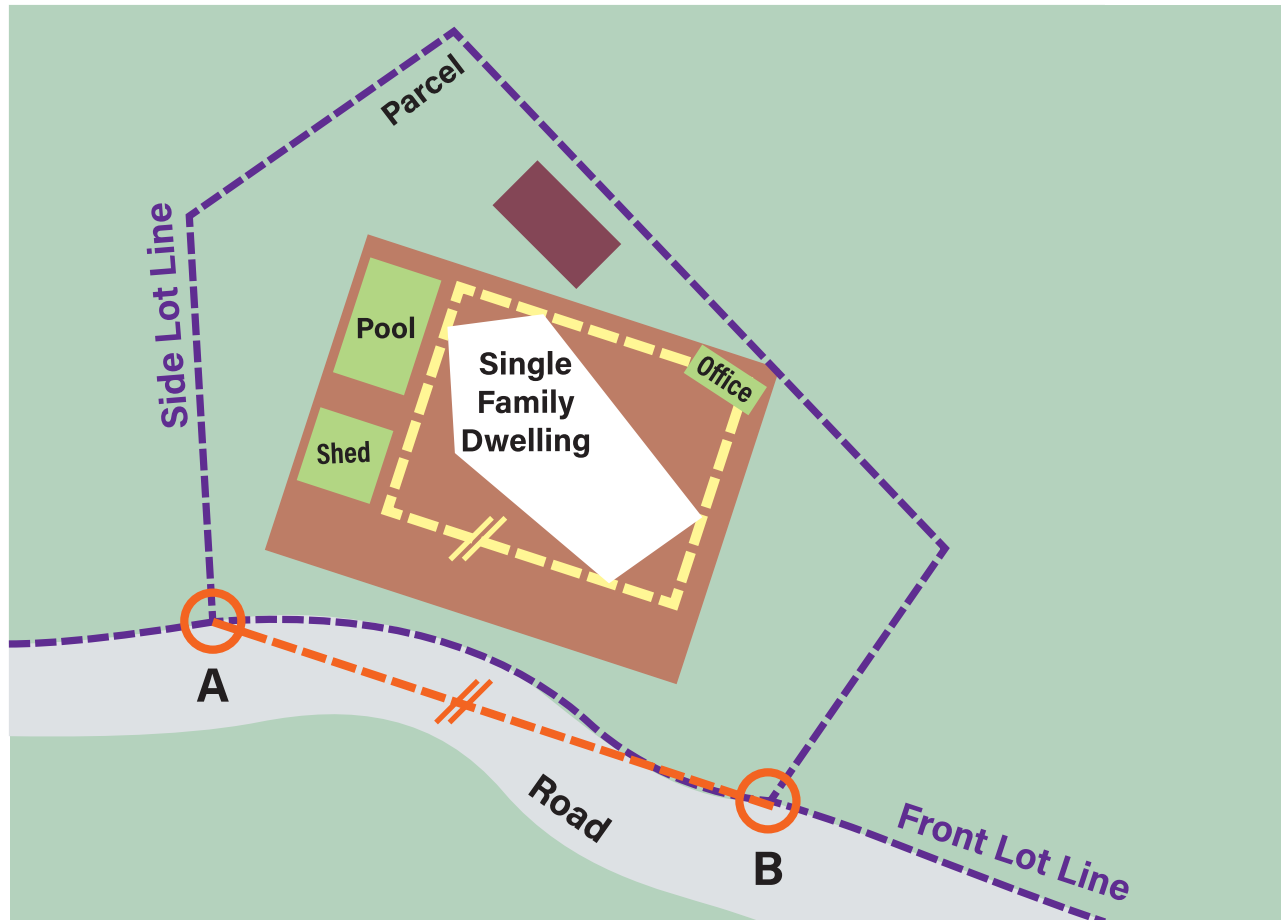 Parcel
Side Lot Line
Pool
Single
Family
Dwelling
Office
Shed
A
Road
B
Front Lot Line